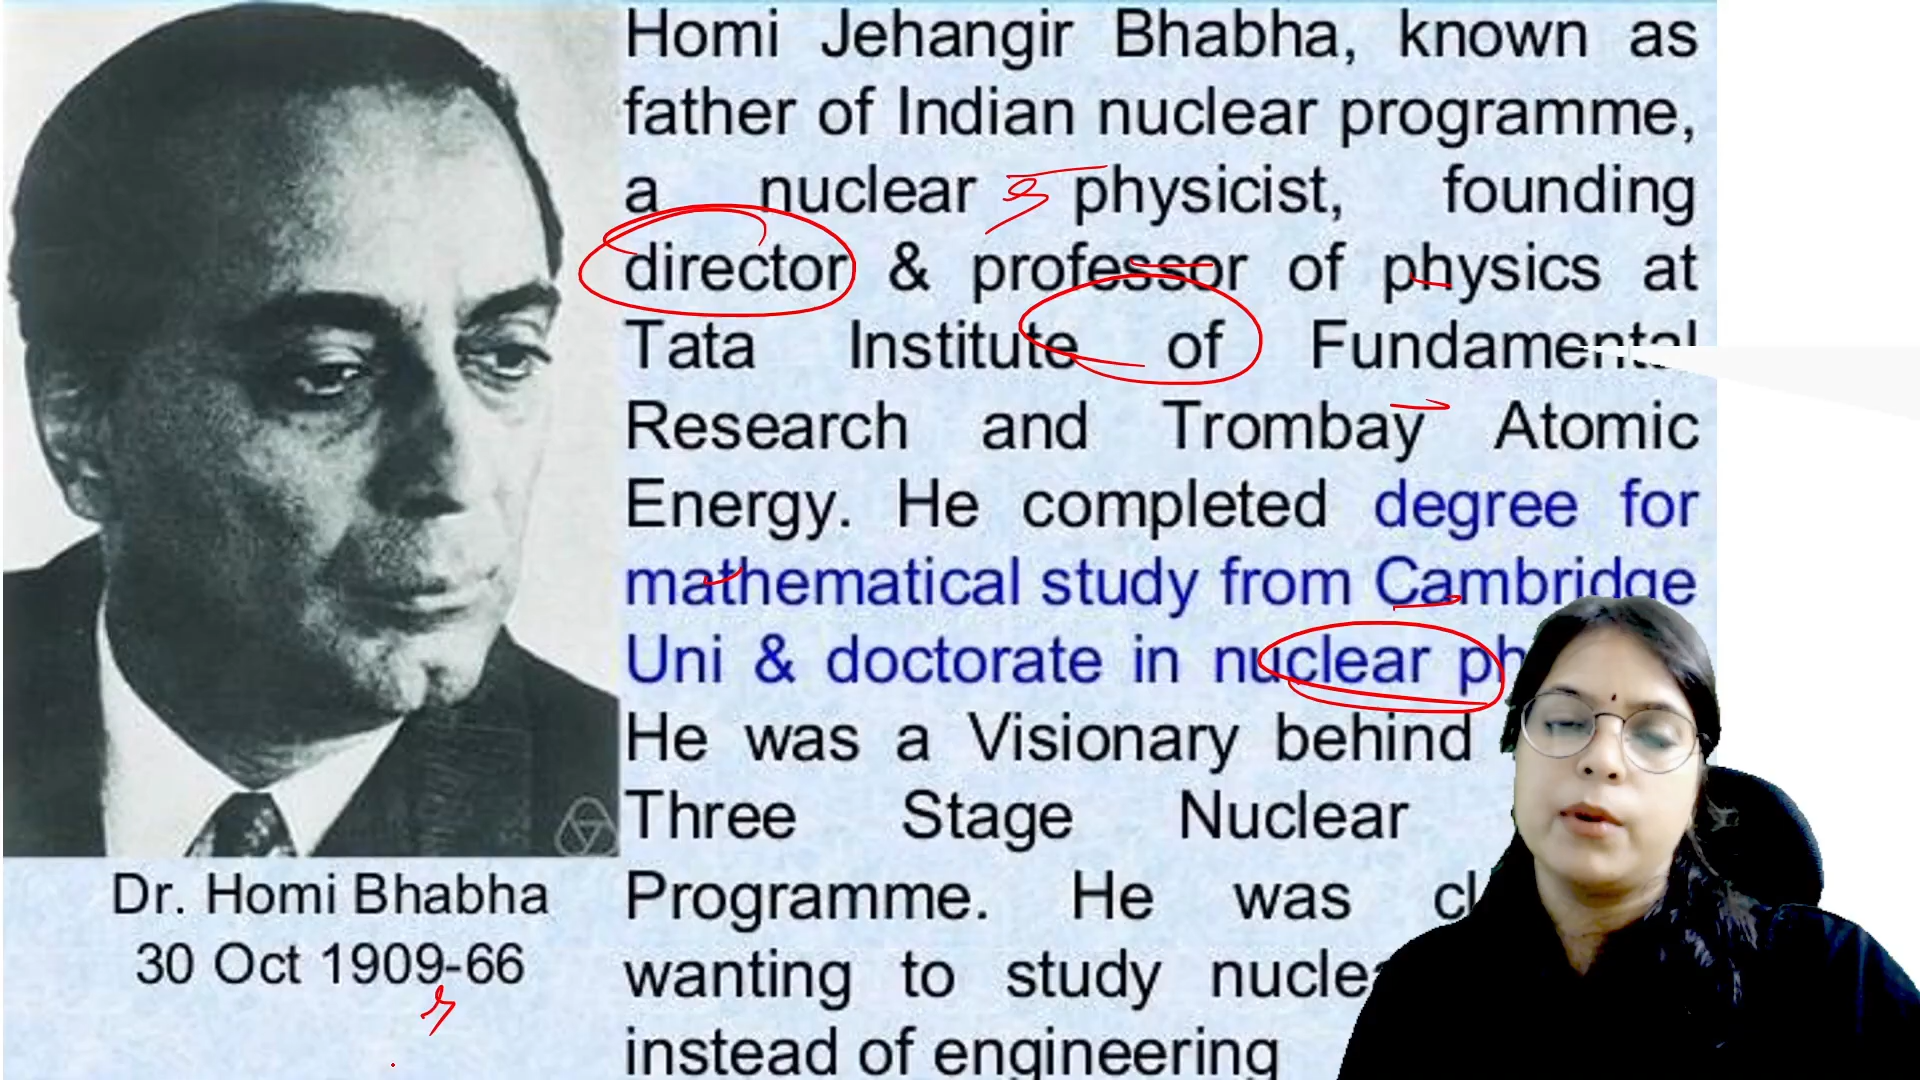 Homi Jehangir Bhabha, known as
father of Indian nuclear programme,
a nuclear physicist, founding
director & professor of physics at
Tata Institute of Fundamental
Research and Trombay Atomic
Energy. He completed degree for
mathematical study from Cambridge
Uni & doctorate in nuclear
He was a Visionary behind
Three Stage Nuclear
Programme. He was
wanting to study
instead of engineering
Dr. Homi Bhabha
30 Oct 1909-66